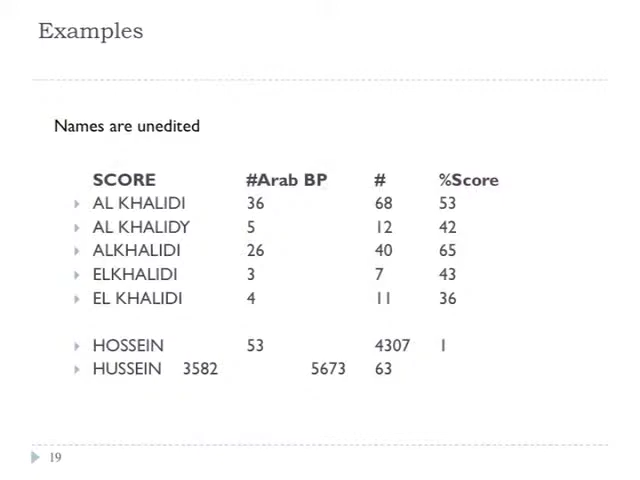 Examples
Names are unedited
SCORE #Arab BP # %Score
AL KHALIDI 36 68 53
AL KHALIDY 5 12 42
ALKHALIDI 26 40 65
ELKHALIDI 3 7 43
EL KHALIDI 4 11 36
HOSSEIN 53 4307 1
HUSSEIN 3582 5673 63
19